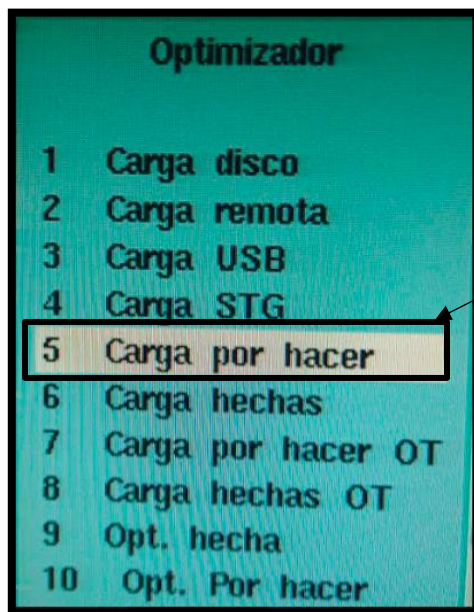 Optimizador
1 Carga disco
2 Carga remota
3 Carga USB
4 Carga STG
5 Carga por hacer
6 Carga hechas
7 Carga por hacer OT
8 Carga hechas OT
9 Opt. hecha
10 Opt. Por hacer